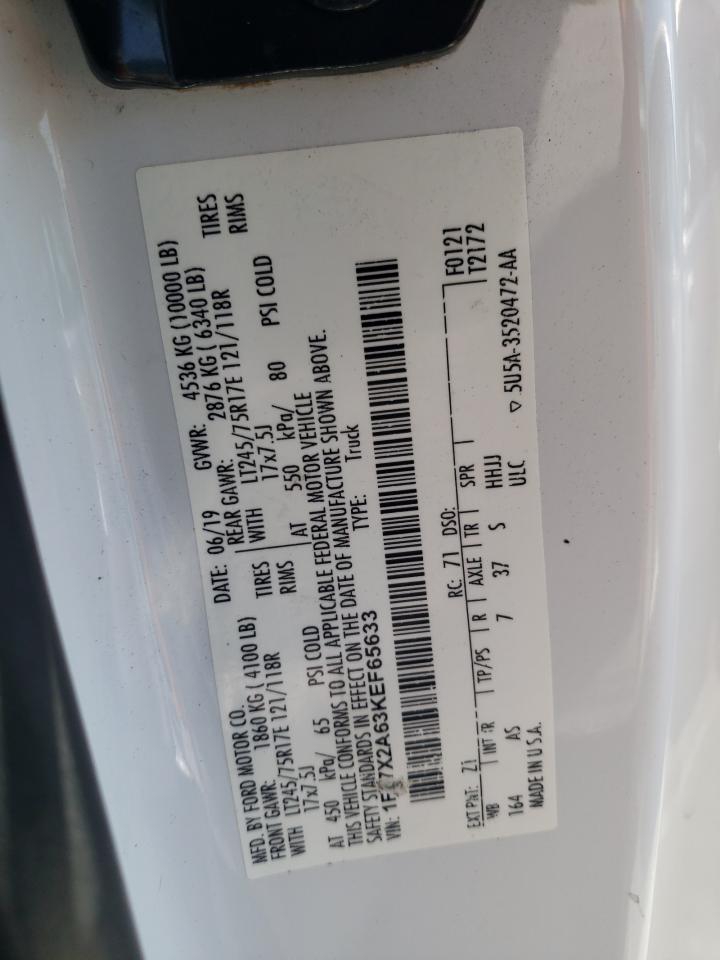 MFD. BY FORD MOTOR CO. DATE: 06/19 GVWR: 4536 KG (10000 LB)
FRONT GAWR: 1860 KG ( 4100 LB) REAR GAWR: 2876 KG ( 6340 LB)
WITH LT245/75R17E 121/118R TIRES WITH LT245/75R17E 121/118R TIRES
17x7.5J RIMS 17x7.5J RIMS
AT 450 kPa/ 65 PSI COLD AT 550 kPa/ 80 PSI COLD
THIS VEHICLE CONFORMS TO ALL APPLICABLE FEDERAL MOTOR VEHICLE
SAFETY STANDARDS IN EFFECT ON THE DATE OF MANUFACTURE SHOWN ABOVE.
VIN: TYPE: Truck
EXT PNT: Z1 RC: 71 DSO: F0121
WB INT TR TP/PS R AXLE TR SPR T2172
164 AS 7 37 S HHJJ
MADE IN U.S.A. ULC ▽ 5U5A-3520472-AA